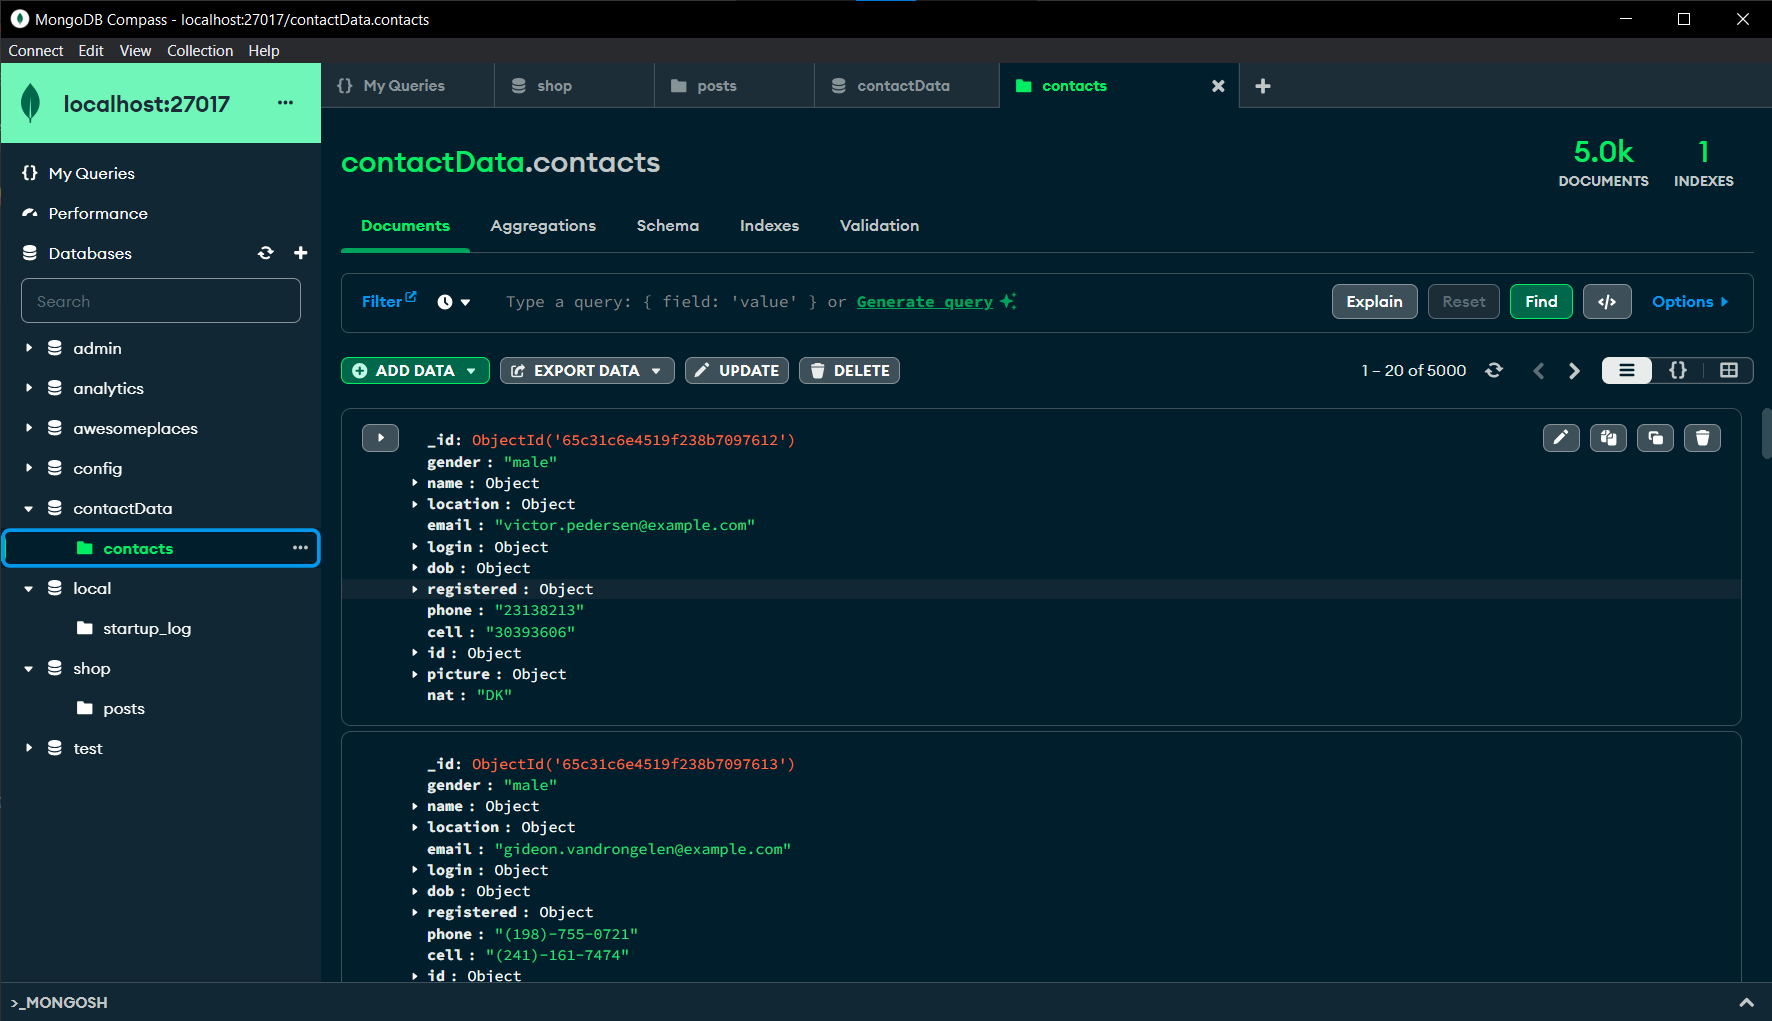 MongoDB Compass - localhost:27017/contactData.contacts
Connect Edit View Collection Help
localhost:27017 ...
{} My Queries shop posts contactData contacts
My Queries
Performance
Databases
Search
admin
analytics
awesomeplaces
config
contactData
contacts ...
local
startup_log
shop
posts
test
contactData.contacts
5.0k DOCUMENTS 1 INDEXES
Documents Aggregations Schema Indexes Validation
Filter Type a query: { field: 'value' } or Generate query Explain Reset Find </> Options
ADD DATA EXPORT DATA UPDATE DELETE 1 – 20 of 5000 {}
_id: ObjectId('65c31c6e4519f238b7097612')
gender : "male"
name : Object
location : Object
email : "victor.pedersen@example.com"
login : Object
dob : Object
registered : Object
phone : "23138213"
cell : "30393606"
id : Object
picture : Object
nat : "DK"
_id: ObjectId('65c31c6e4519f238b7097613')
gender : "male"
name : Object
location : Object
email : "gideon.vandrongelen@example.com"
login : Object
dob : Object
registered : Object
phone : "(198)-755-0721"
cell : "(241)-161-7474"
id : Object
>_MONGOSH